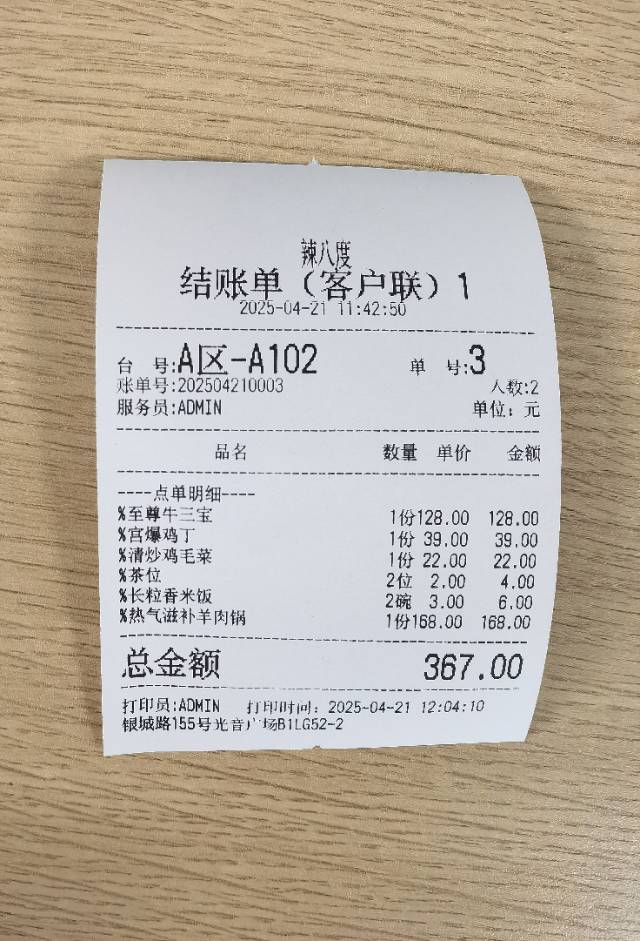 辣八度
结账单（客户联）1
2025-04-21 11:42:50
台 号:A区-A102 单 号:3
账单号:202504210003 人数:2
服务员:ADMIN 单位: 元
品名 数量 单价 金额
----点单明细----
%至尊牛三宝 1份128.00 128.00
%宫爆鸡丁 1份 39.00 39.00
%清炒鸡毛菜 1份 22.00 22.00
%茶位 2位 2.00 4.00
%长粒香米饭 2碗 3.00 6.00
%热气滋补羊肉锅 1份168.00 168.00
总金额 367.00
打印员:ADMIN 打印时间: 2025-04-21 12:04:10
银城路155号光音广场B1LG52-2